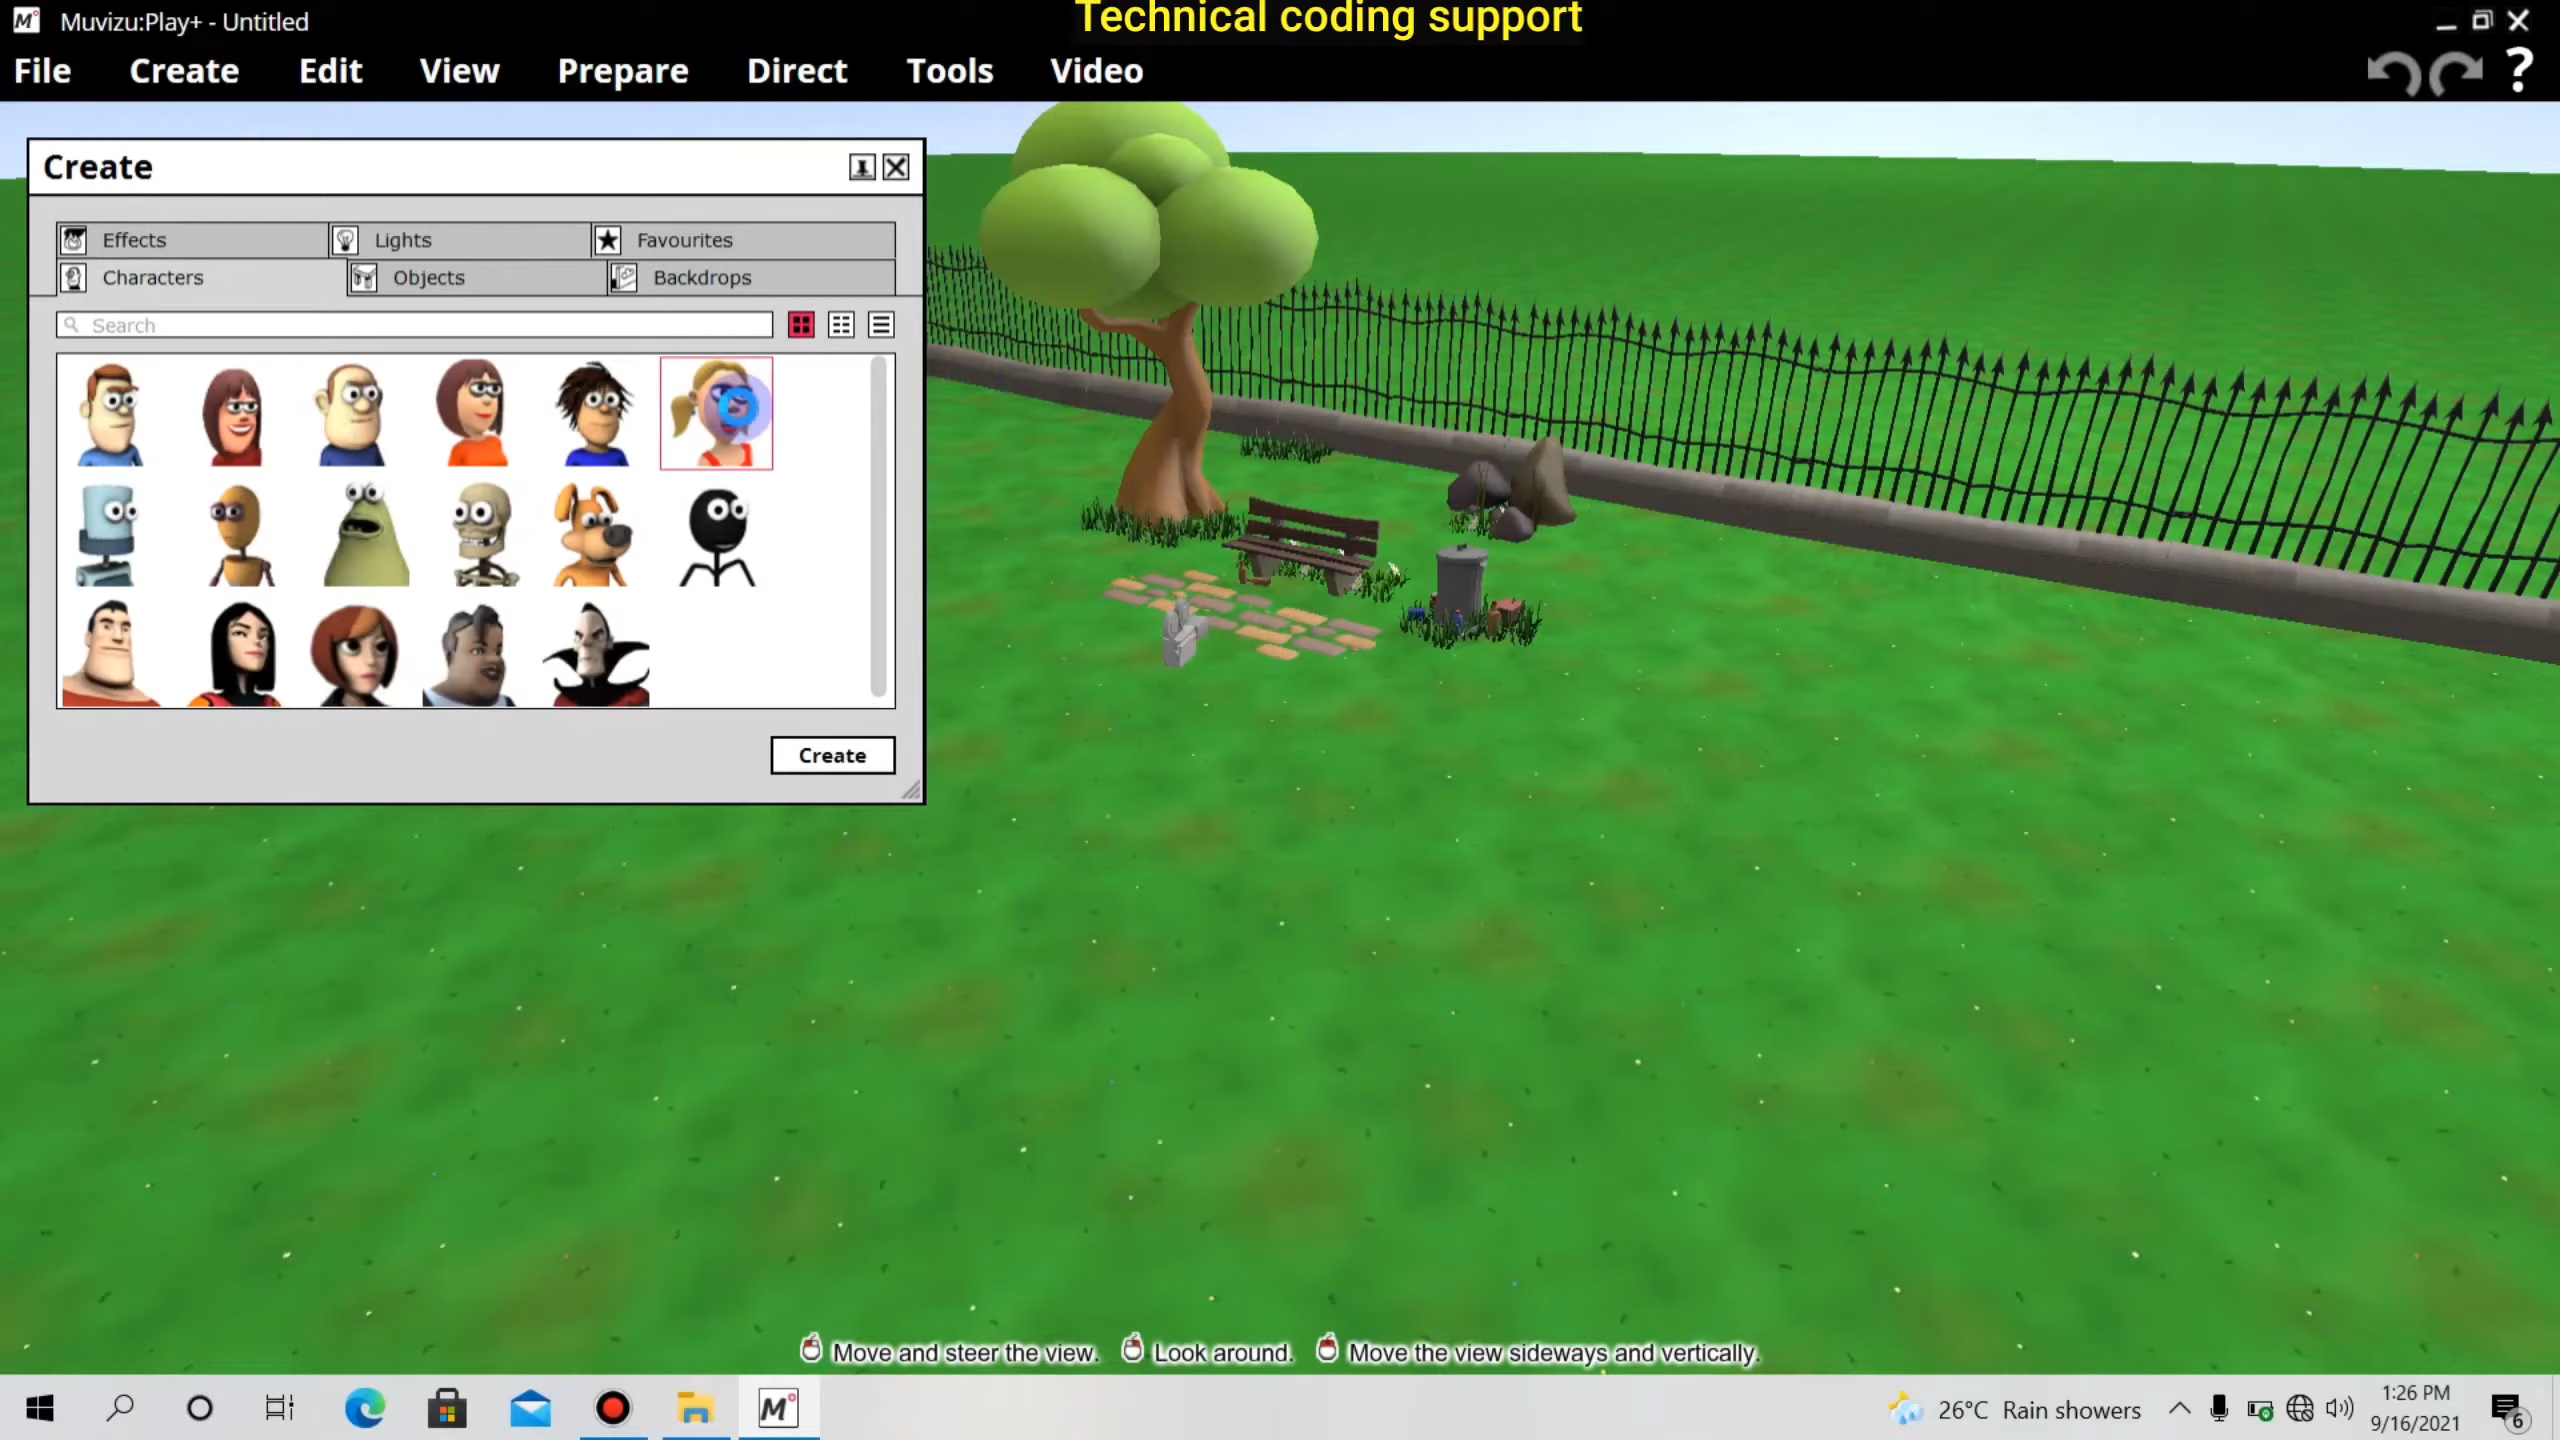 Muvizu:Play+ - Untitled
Technical coding support
File Create Edit View Prepare Direct Tools Video ?
Create
Effects Lights Favourites
Characters Objects Backdrops
Search
Create
Move and steer the view. Look around. Move the view sideways and vertically.
M
26°C Rain showers
1:26 PM
9/16/2021
6